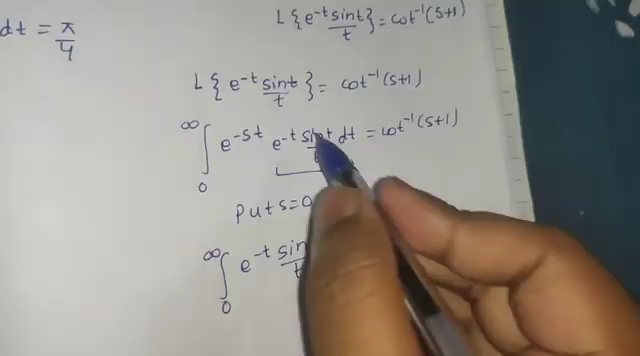 dt = π/4
L{e^-t sint/t} = cot^-1(s+1)
L{e^-t sint/t} = cot^-1(s+1)
∞∫0 e^-st e^-t sint dt = cot^-1(s+1)
put s=0
∞∫0 e^-t sin